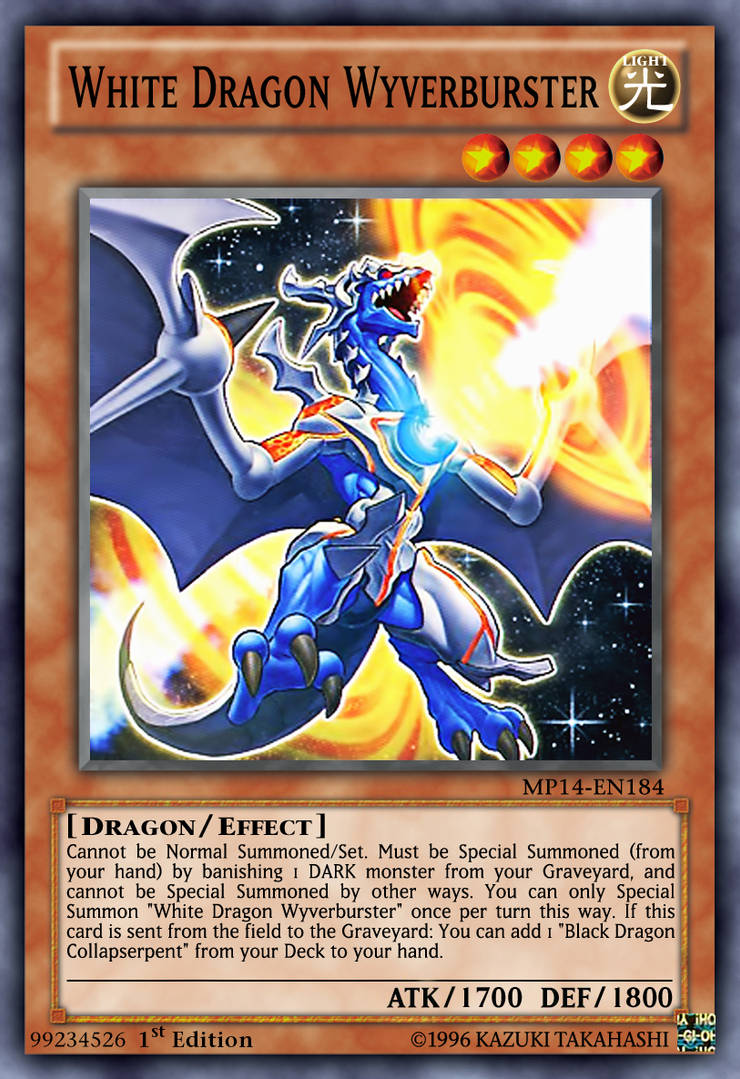 WHITE DRAGON WYVERBURSTER
LIGHT
光
MP14-EN184
[DRAGON/EFFECT]
Cannot be Normal Summoned/Set. Must be Special Summoned (from
your hand) by banishing 1 DARK monster from your Graveyard, and
cannot be Special Summoned by other ways. You can only Special
Summon "White Dragon Wyverburster" once per turn this way. If this
card is sent from the field to the Graveyard: You can add 1 "Black Dragon
Collapserpent" from your Deck to your hand.
ATK/1700 DEF/1800
99234526 1st Edition ©1996 KAZUKI TAKAHASHI